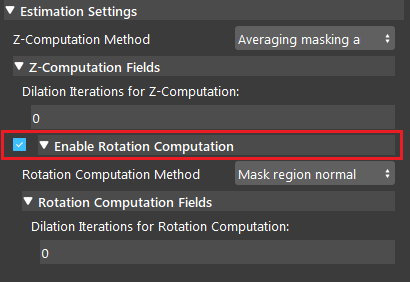 Estimation Settings
Z-Computation Method Averaging masking a
Z-Computation Fields
Dilation Iterations for Z-Computation:
0
Enable Rotation Computation
Rotation Computation Method Mask region normal
Rotation Computation Fields
Dilation Iterations for Rotation Computation:
0